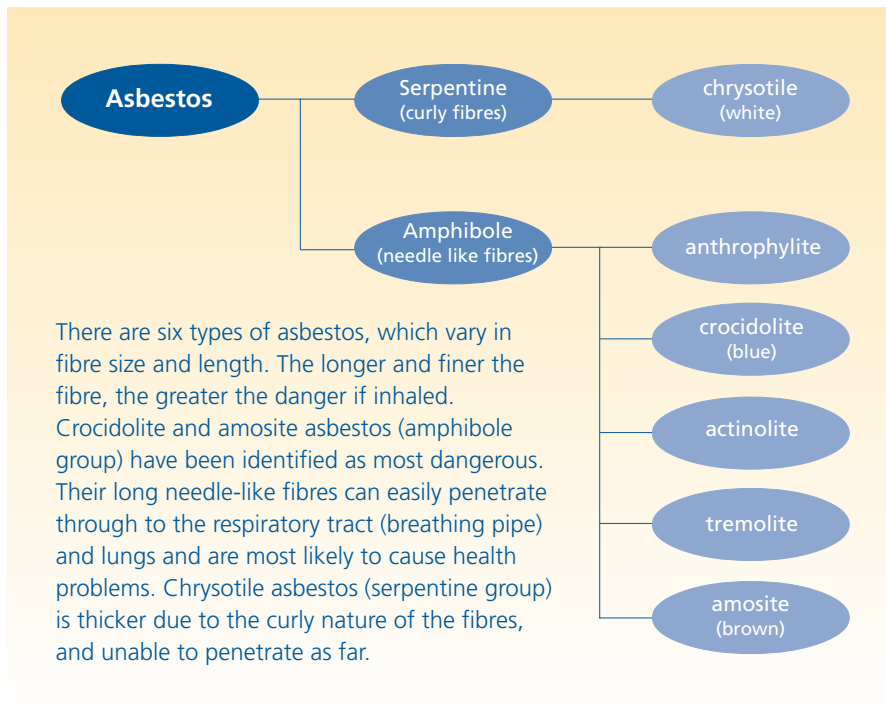 Asbestos
Serpentine
(curly fibres)
chrysotile
(white)
Amphibole
(needle like fibres)
anthrophylite
crocidolite
(blue)
actinolite
tremolite
amosite
(brown)
There are six types of asbestos, which vary in
fibre size and length. The longer and finer the
fibre, the greater the danger if inhaled.
Crocidolite and amosite asbestos (amphibole
group) have been identified as most dangerous.
Their long needle-like fibres can easily penetrate
through to the respiratory tract (breathing pipe)
and lungs and are most likely to cause health
problems. Chrysotile asbestos (serpentine group)
is thicker due to the curly nature of the fibres,
and unable to penetrate as far.